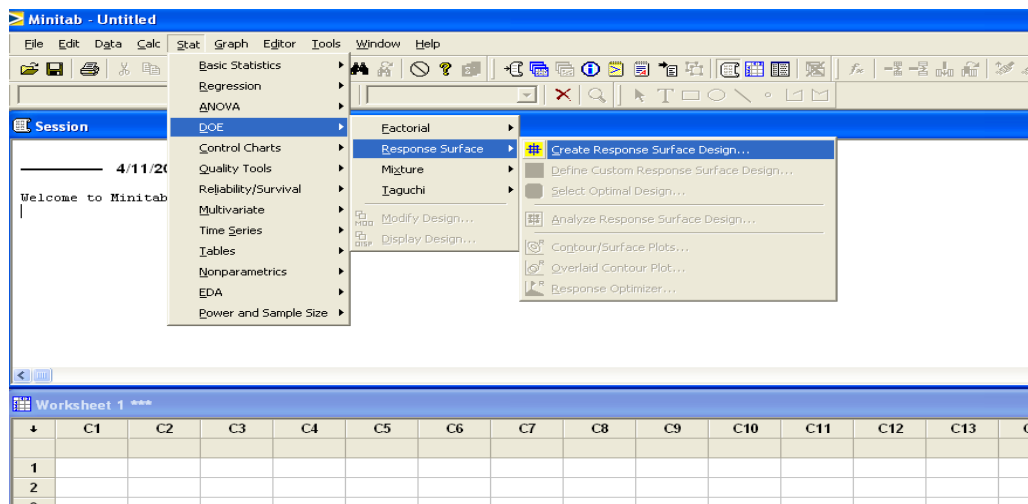 Minitab - Untitled
File Edit Data Calc Stat Graph Editor Tools Window Help
Basic Statistics
Regression
ANOVA
DOE
Control Charts
Quality Tools
Reliability/Survival
Multivariate
Time Series
Tables
Nonparametrics
EDA
Power and Sample Size
Factorial
Response Surface
Mixture
Taguchi
Modify Design...
Display Design...
Create Response Surface Design...
Define Custom Response Surface Design...
Select Optimal Design...
Analyze Response Surface Design...
Contour/Surface Plots...
Overlaid Contour Plot...
Response Optimizer...
Session
4/11/20
Welcome to Minitab
Worksheet 1 ***
C1 C2 C3 C4 C5 C6 C7 C8 C9 C10 C11 C12 C13
1
2